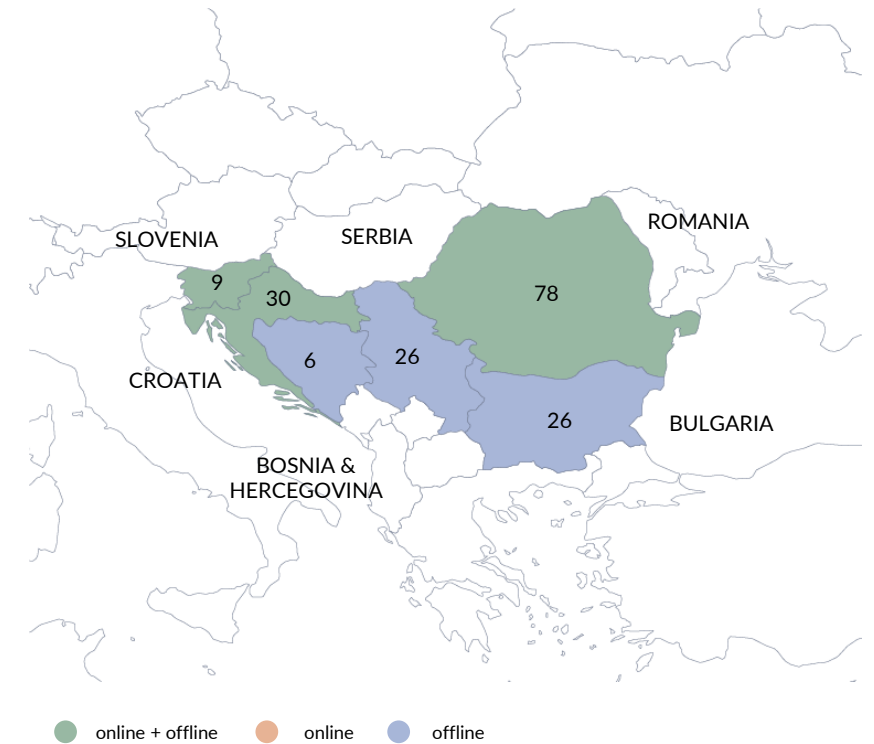 ROMANIA
SERBIA
SLOVENIA
9
30
78
6
26
CROATIA
26
BULGARIA
BOSNIA &
HERCEGOVINA
online + offline
online
offline